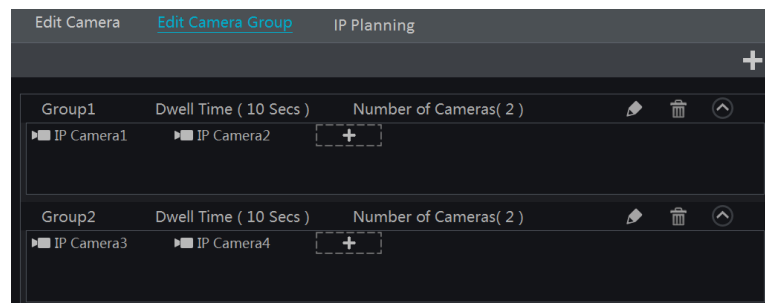 Edit Camera Edit Camera Group IP Planning
Group1 Dwell Time ( 10 Secs ) Number of Cameras( 2 )
IP Camera1 IP Camera2
Group2 Dwell Time ( 10 Secs ) Number of Cameras( 2 )
IP Camera3 IP Camera4